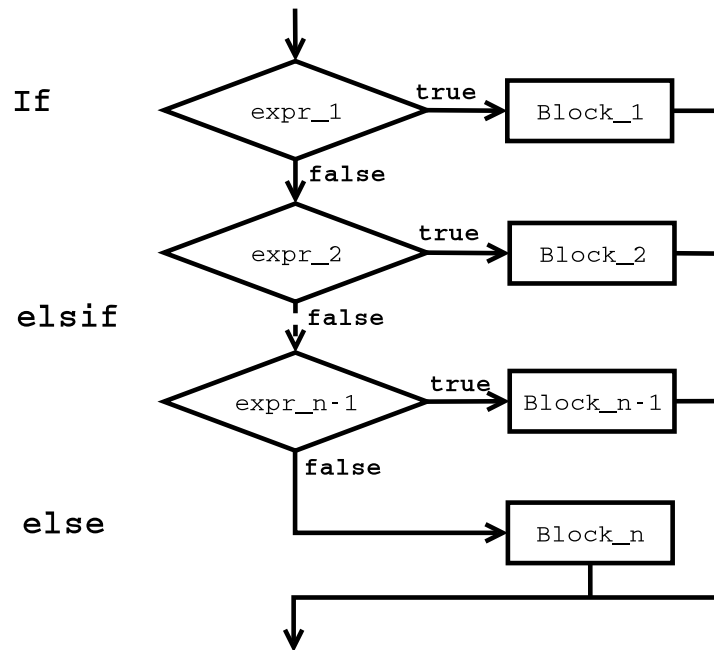 true
If
expr_1
Block_1
false
true
expr_2
Block_2
elsif
false
true
expr_n-1
Block_n-1
false
else
Block_n